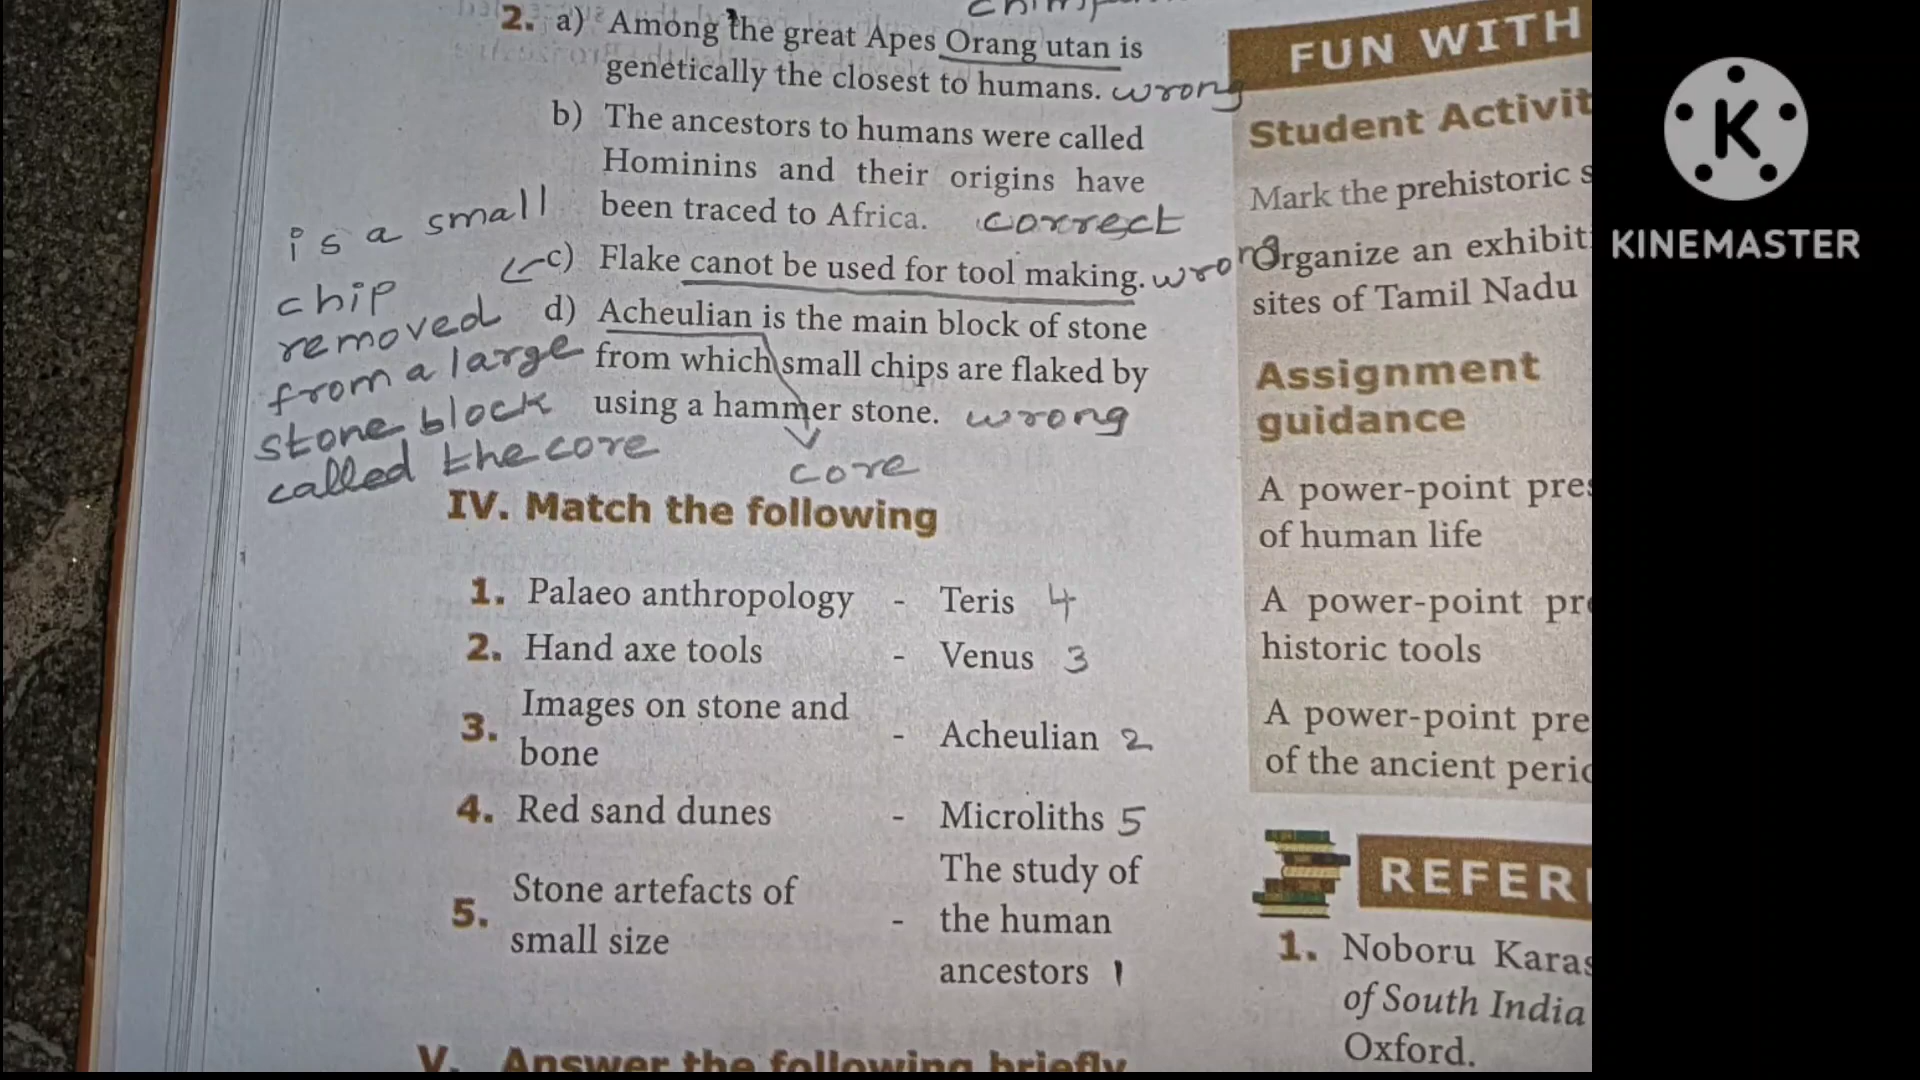 2. a) Among the great Apes Orang utan is
genetically the closest to humans. wrong
b) The ancestors to humans were called
Hominins and their origins have
been traced to Africa. correct
c) Flake canot be used for tool making. wrong
is a small
chip
removed
from a large
stone block
called the core
d) Acheulian is the main block of stone
from which small chips are flaked by
using a hammer stone. wrong
core
IV. Match the following
1. Palaeo anthropology - Teris 4
2. Hand axe tools - Venus 3
3. Images on stone and
bone - Acheulian 2
4. Red sand dunes - Microliths 5
5. Stone artefacts of
small size - The study of
the human
ancestors 1
V. Answer the following briefly
FUN WITH
Student Activit
Mark the prehistoric s
Organize an exhibit
sites of Tamil Nadu
Assignment
guidance
A power-point pres
of human life
A power-point pre
historic tools
A power-point pre
of the ancient peric
REFER
1. Noboru Karas
of South India
Oxford.
K
KINEMASTER